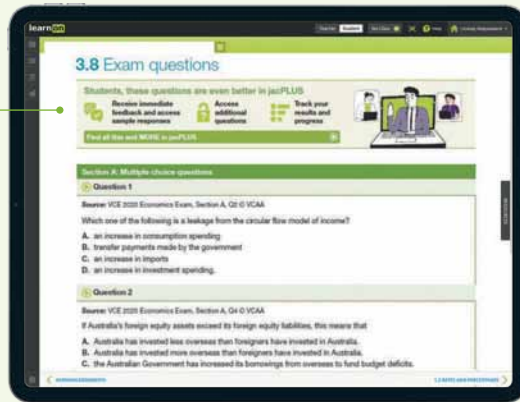 learnon
Teacher Student
3.8 Exam questions
Students, these questions are even better in jacPLUS
Receive immediate
feedback and access
sample responses
Access
additional
questions
Track your
results and
progress
Find all this and MORE in jacPLUS
Section A: Multiple choice questions
Question 1
Source: VCE 2020 Economics Exam, Section A, Q2 © VCAA
Which one of the following is a leakage from the circular flow model of income?
A. an increase in consumption spending
B. transfer payments made by the government
C. an increase in imports
D. an increase in investment spending.
Question 2
Source: VCE 2020 Economics Exam, Section A, Q4 © VCAA
If Australia's foreign equity assets exceed its foreign equity liabilities, this means that
A. Australia has invested less overseas than foreigners have invested in Australia.
B. Australia has invested more overseas than foreigners have invested in Australia.
C. the Australian Government has increased its borrowings from overseas to fund budget deficits.